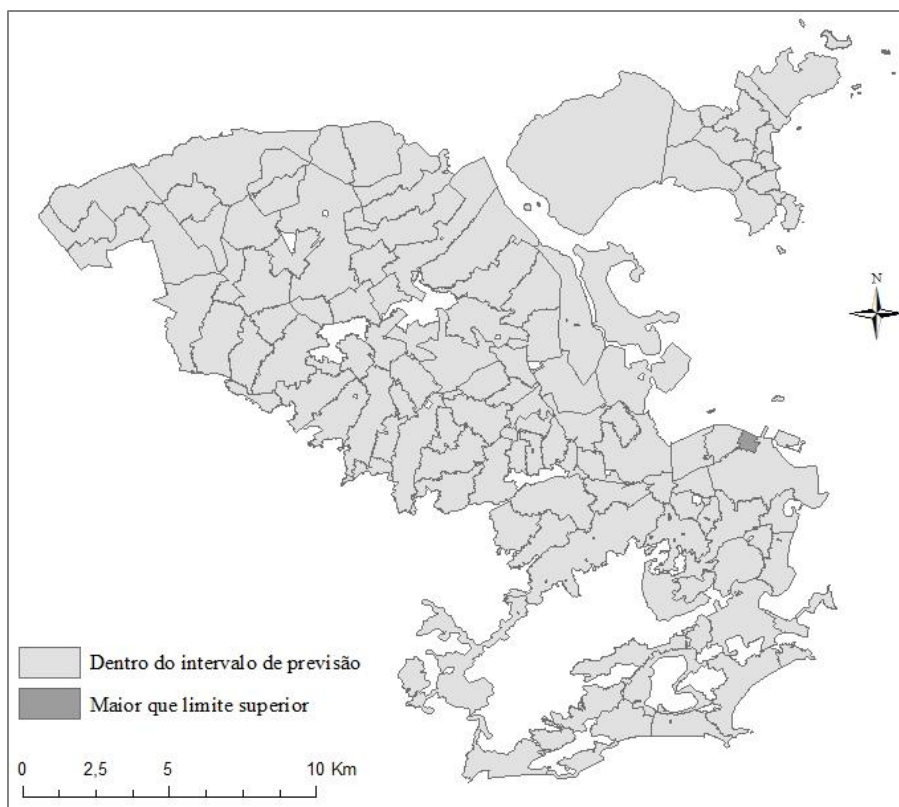 N
Dentro do intervalo de previsão
Maior que limite superior
0 2,5 5 10 Km